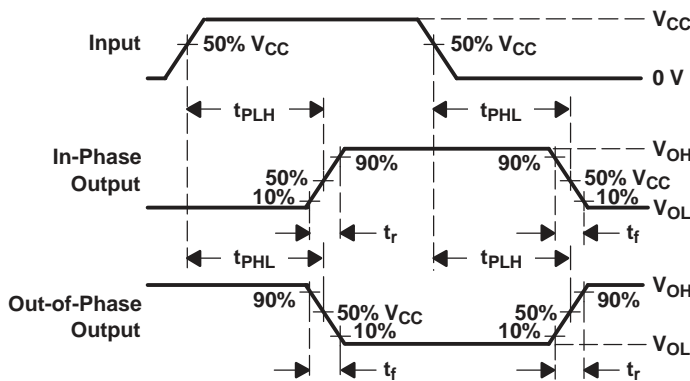 V_CC
Input
50% V_CC
50% V_CC
0 V
t_PLH
t_PHL
In-Phase
Output
V_OH
90%
90%
50%
50% V_CC
10%
10%
V_OL
t_r
t_f
t_PHL
t_PLH
Out-of-Phase
Output
V_OH
90%
90%
50% V_CC
50%
10%
10%
V_OL
t_f
t_r